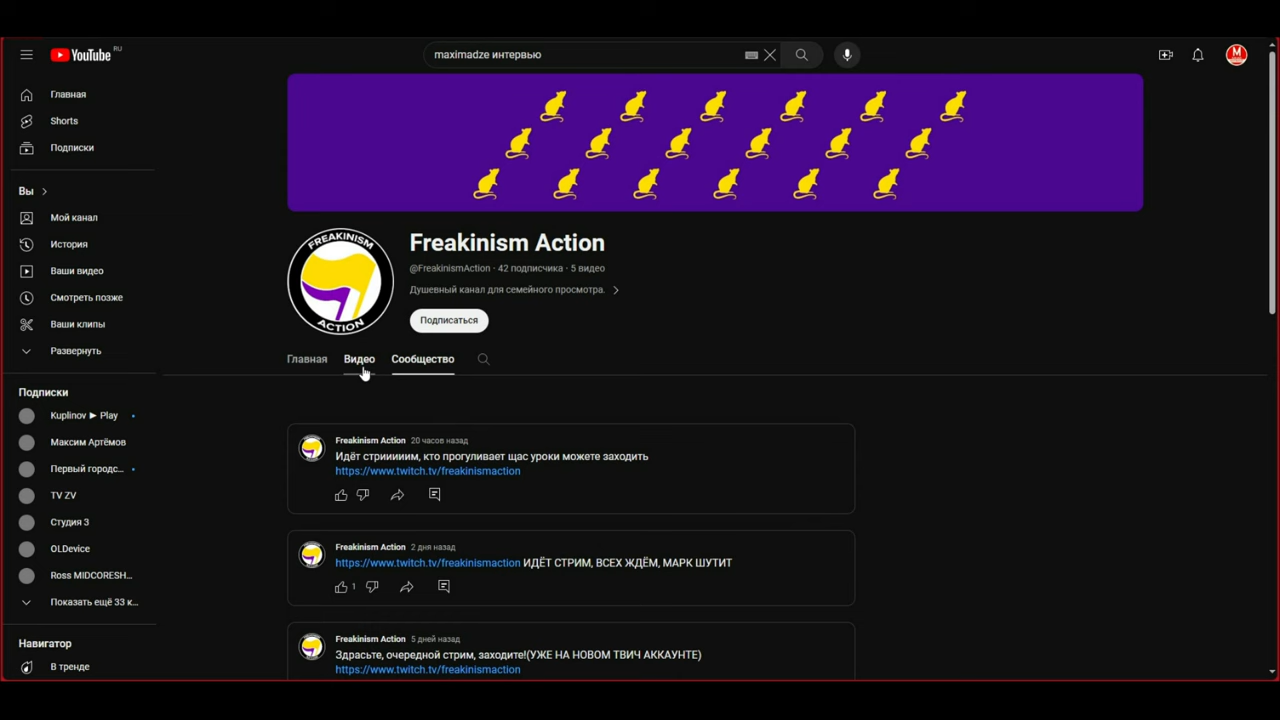 YouTube RU
maximadze интервью
M
Главная
Shorts
Подписки
Вы
Мой канал
История
Ваши видео
Смотреть позже
Ваши клипы
Развернуть
Подписки
Kuplinov ► Play
Максим Артёмов
Первый городс...
TV ZV
Студия 3
OLDevice
Ross MIDCORESH...
Показать ещё 33 к...
Навигатор
В тренде
FREAKINISM
ACTION
Freakinism Action
@FreakinismAction · 42 подписчика · 5 видео
Душевный канал для семейного просмотра.
Подписаться
Главная Видео Сообщество
Freakinism Action 20 часов назад
Идёт стрииииим, кто прогуливает щас уроки можете заходить
https://www.twitch.tv/freakinismaction
Freakinism Action 2 дня назад
https://www.twitch.tv/freakinismaction ИДЁТ СТРИМ, ВСЕХ ЖДЁМ, МАРК ШУТИТ
1
Freakinism Action 5 дней назад
Здрасьте, очередной стрим, заходите!(УЖЕ НА НОВОМ ТВИЧ АККАУНТЕ)
https://www.twitch.tv/freakinismaction